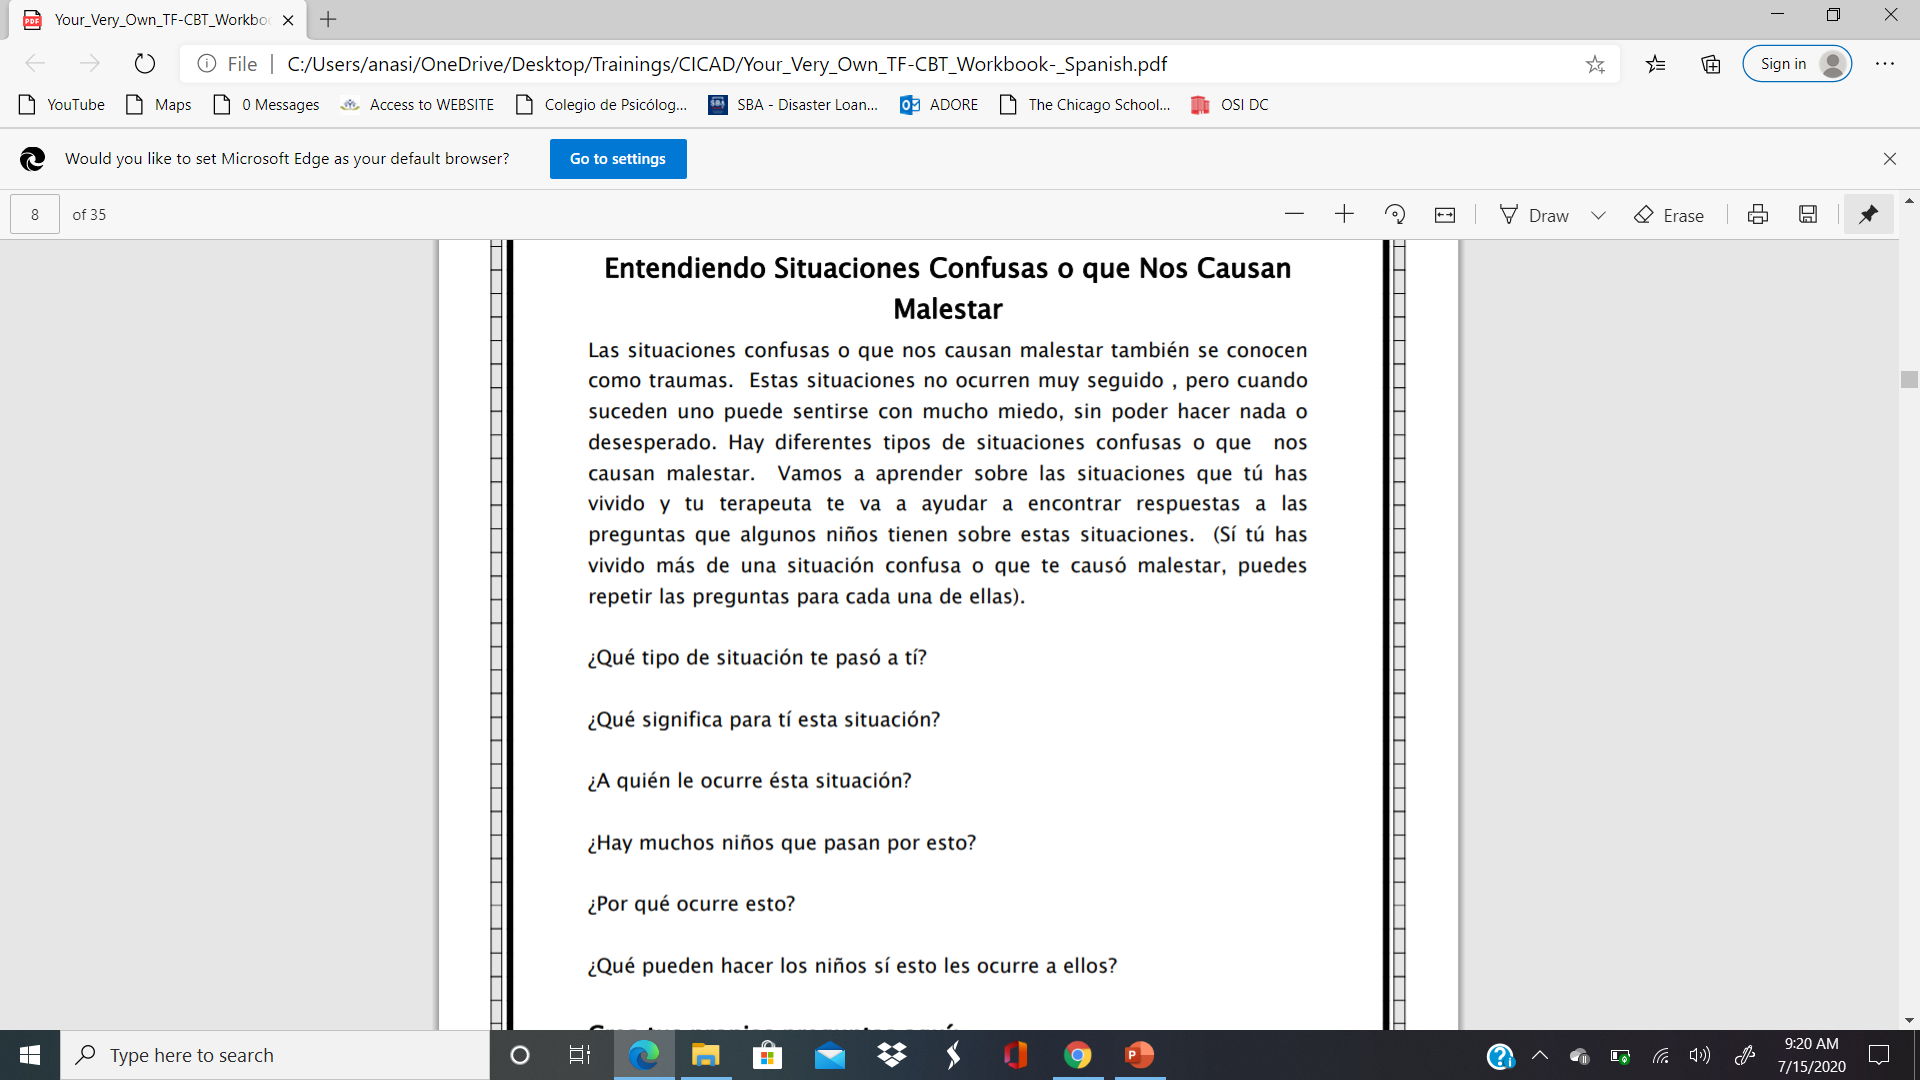 Your_Very_Own_TF-CBT_Workbo
File
C:/Users/anasi/OneDrive/Desktop/Trainings/CICAD/Your_Very_Own_TF-CBT_Workbook-_Spanish.pdf
Sign in
YouTube
Maps
0 Messages
Access to WEBSITE
Colegio de Psicólog...
SBA - Disaster Loan...
ADORE
The Chicago School...
OSI DC
Would you like to set Microsoft Edge as your default browser?
Go to settings
8 of 35
Draw
Erase
Entendiendo Situaciones Confusas o que Nos Causan
Malestar
Las situaciones confusas o que nos causan malestar también se conocen
como traumas. Estas situaciones no ocurren muy seguido , pero cuando
suceden uno puede sentirse con mucho miedo, sin poder hacer nada o
desesperado. Hay diferentes tipos de situaciones confusas o que nos
causan malestar. Vamos a aprender sobre las situaciones que tú has
vivido y tu terapeuta te va a ayudar a encontrar respuestas a las
preguntas que algunos niños tienen sobre estas situaciones. (Sí tú has
vivido más de una situación confusa o que te causó malestar, puedes
repetir las preguntas para cada una de ellas).
¿Qué tipo de situación te pasó a tí?
¿Qué significa para tí esta situación?
¿A quién le ocurre ésta situación?
¿Hay muchos niños que pasan por esto?
¿Por qué ocurre esto?
¿Qué pueden hacer los niños sí esto les ocurre a ellos?
Type here to search
9:20 AM
7/15/2020